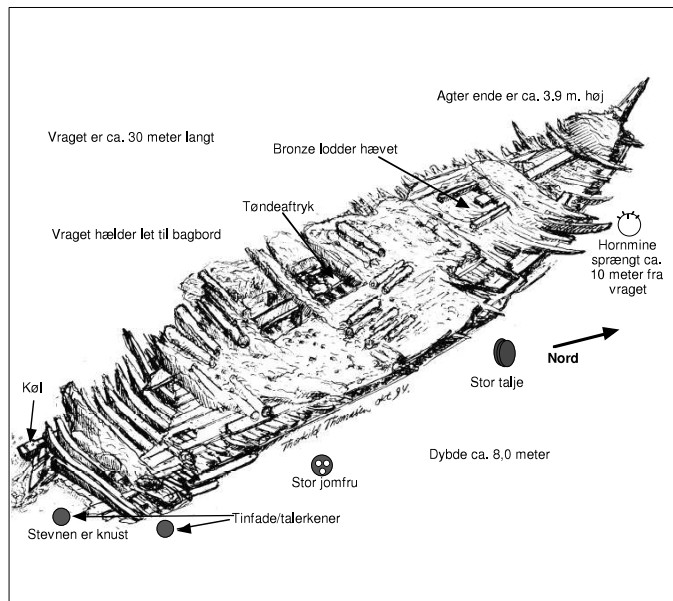 Agter ende er ca. 3.9 m. høj
Vraget er ca. 30 meter langt
Bronze lodder hævet
Tøndeaftryk
Vraget hælder let til bagbord
Hornmine
sprængt ca.
10 meter fra
vraget
Nord
Stor talje
Køl
Dybde ca. 8,0 meter
Stor jomfru
Tinfade/talerkener
Stevnen er knust